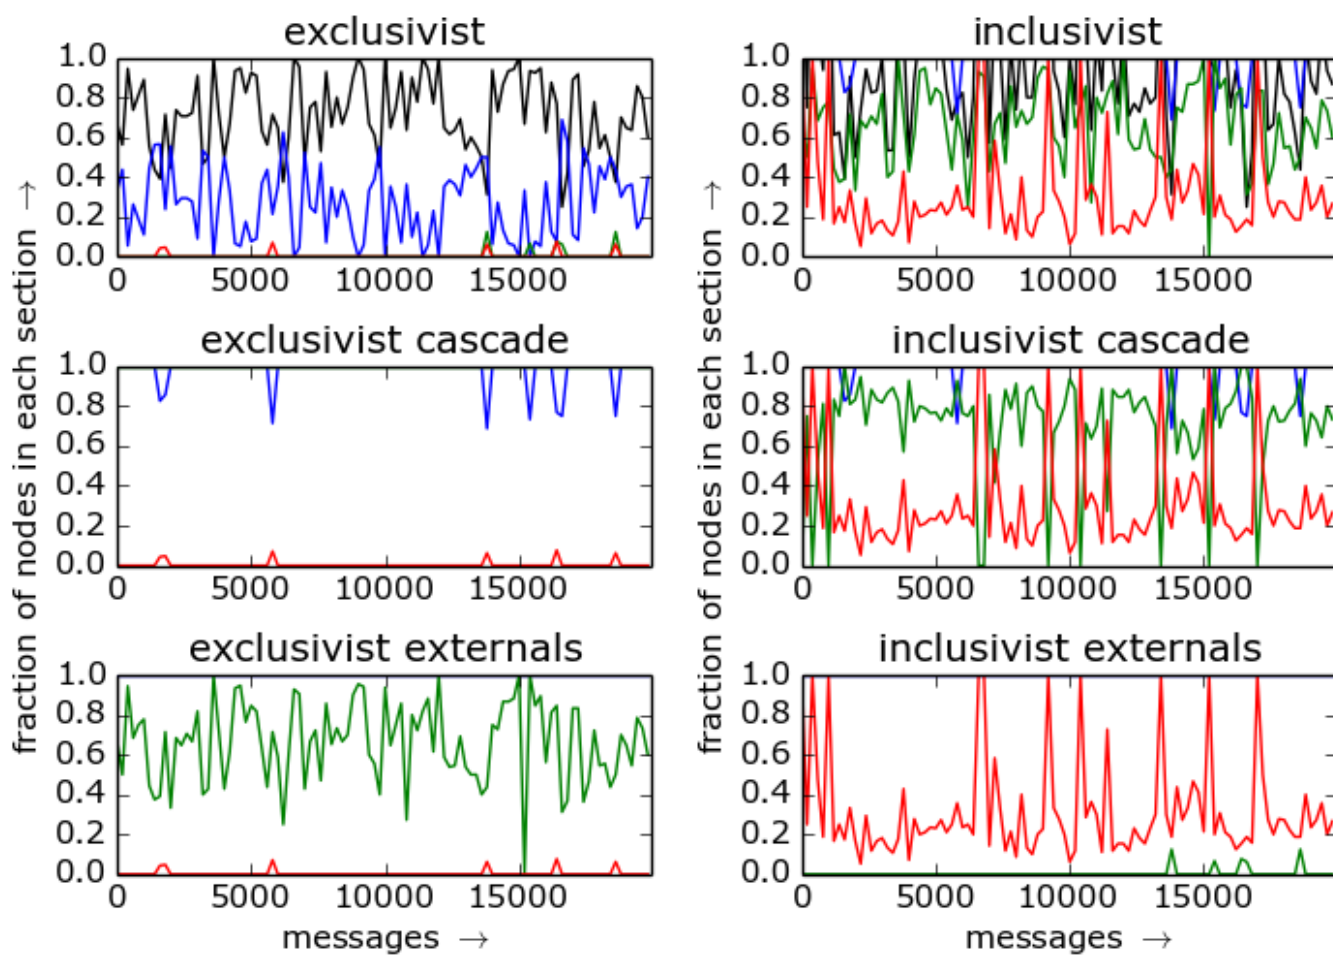 exclusivist
inclusivist
1.0
0.8
0.6
0.4
0.2
0.0
0 5000 10000 15000
1.0
0.8
0.6
0.4
0.2
0.0
0 5000 10000 15000
exclusivist cascade
inclusivist cascade
1.0
0.8
0.6
0.4
0.2
0.0
0 5000 10000 15000
1.0
0.8
0.6
0.4
0.2
0.0
0 5000 10000 15000
exclusivist externals
inclusivist externals
1.0
0.8
0.6
0.4
0.2
0.0
0 5000 10000 15000
1.0
0.8
0.6
0.4
0.2
0.0
0 5000 10000 15000
fraction of nodes in each section →
fraction of nodes in each section →
messages →
messages →